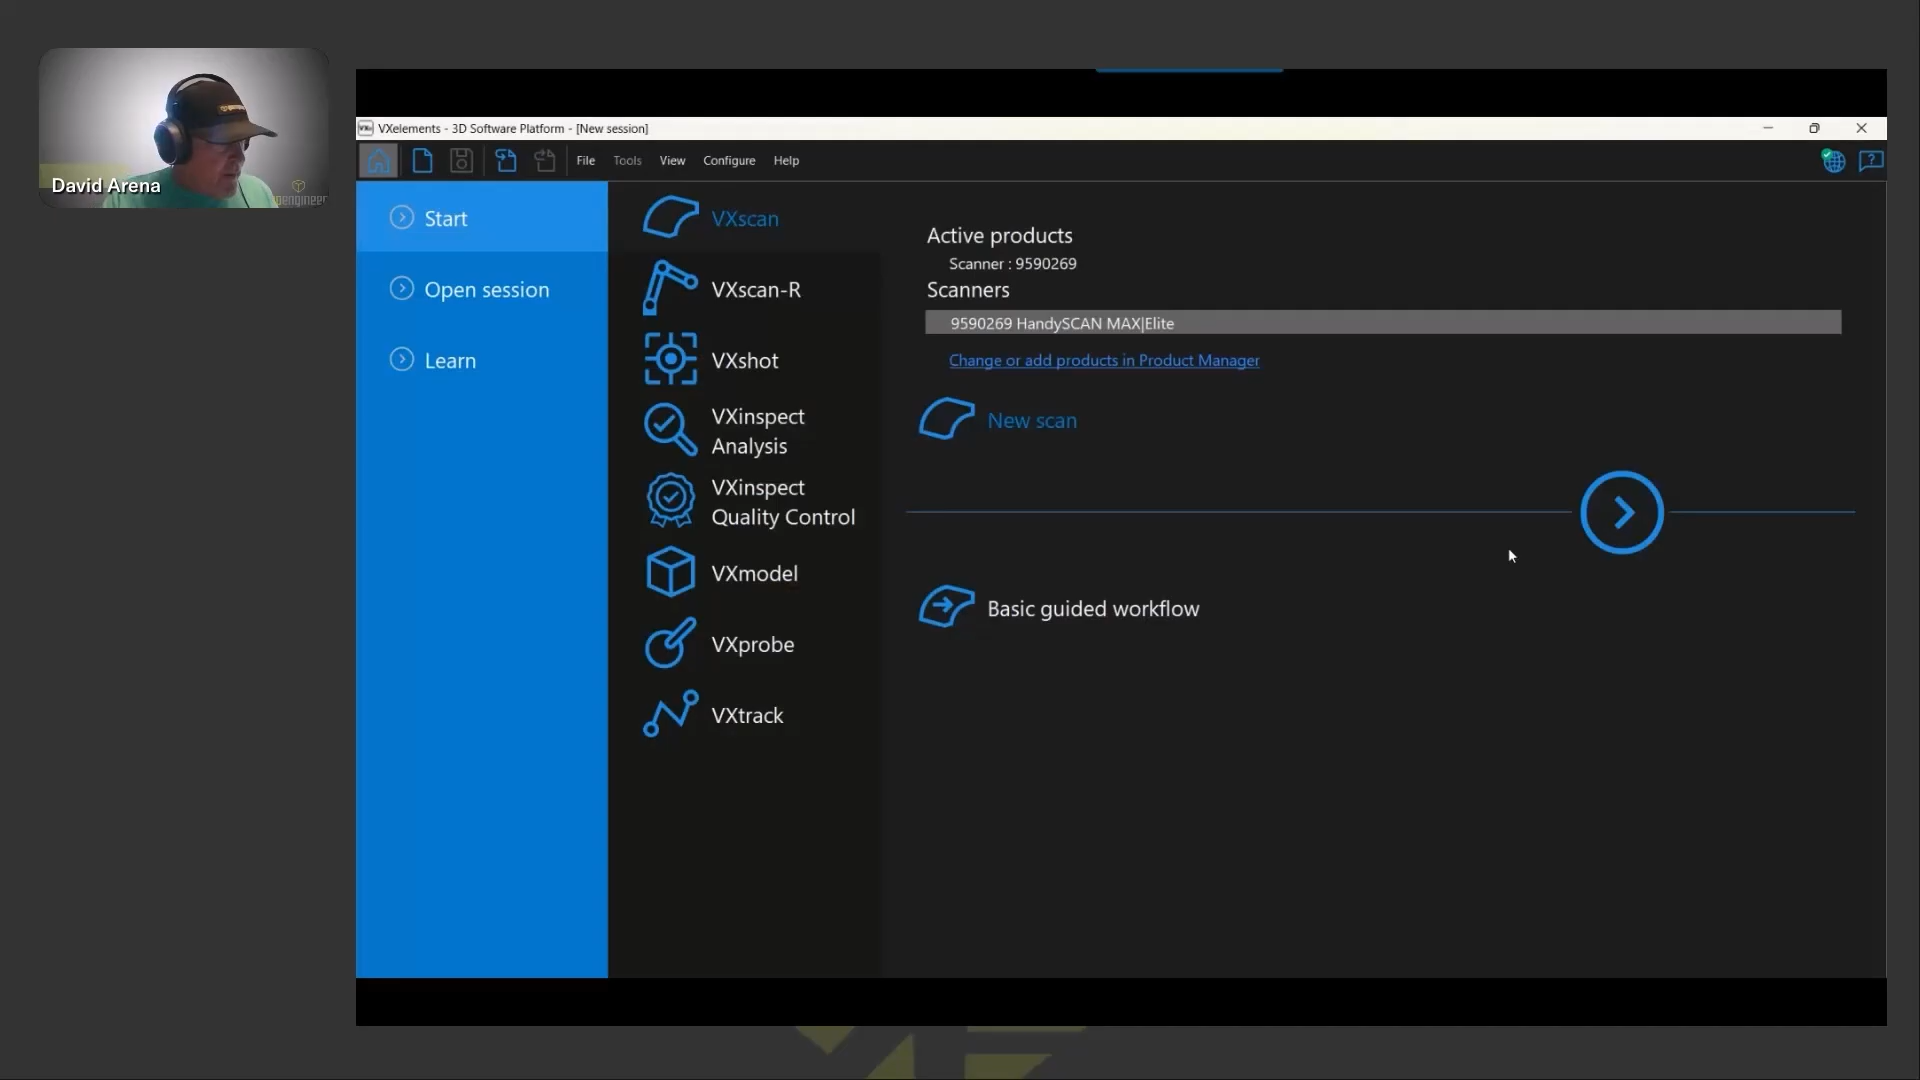 David Arena
VXelements - 3D Software Platform - [New session]
File Tools View Configure Help
Start
Open session
Learn
VXscan
VXscan-R
VXshot
VXinspect
Analysis
VXinspect
Quality Control
VXmodel
VXprobe
VXtrack
Active products
Scanner : 9590269
Scanners
9590269 HandySCAN MAX|Elite
Change or add products in Product Manager
New scan
Basic guided workflow